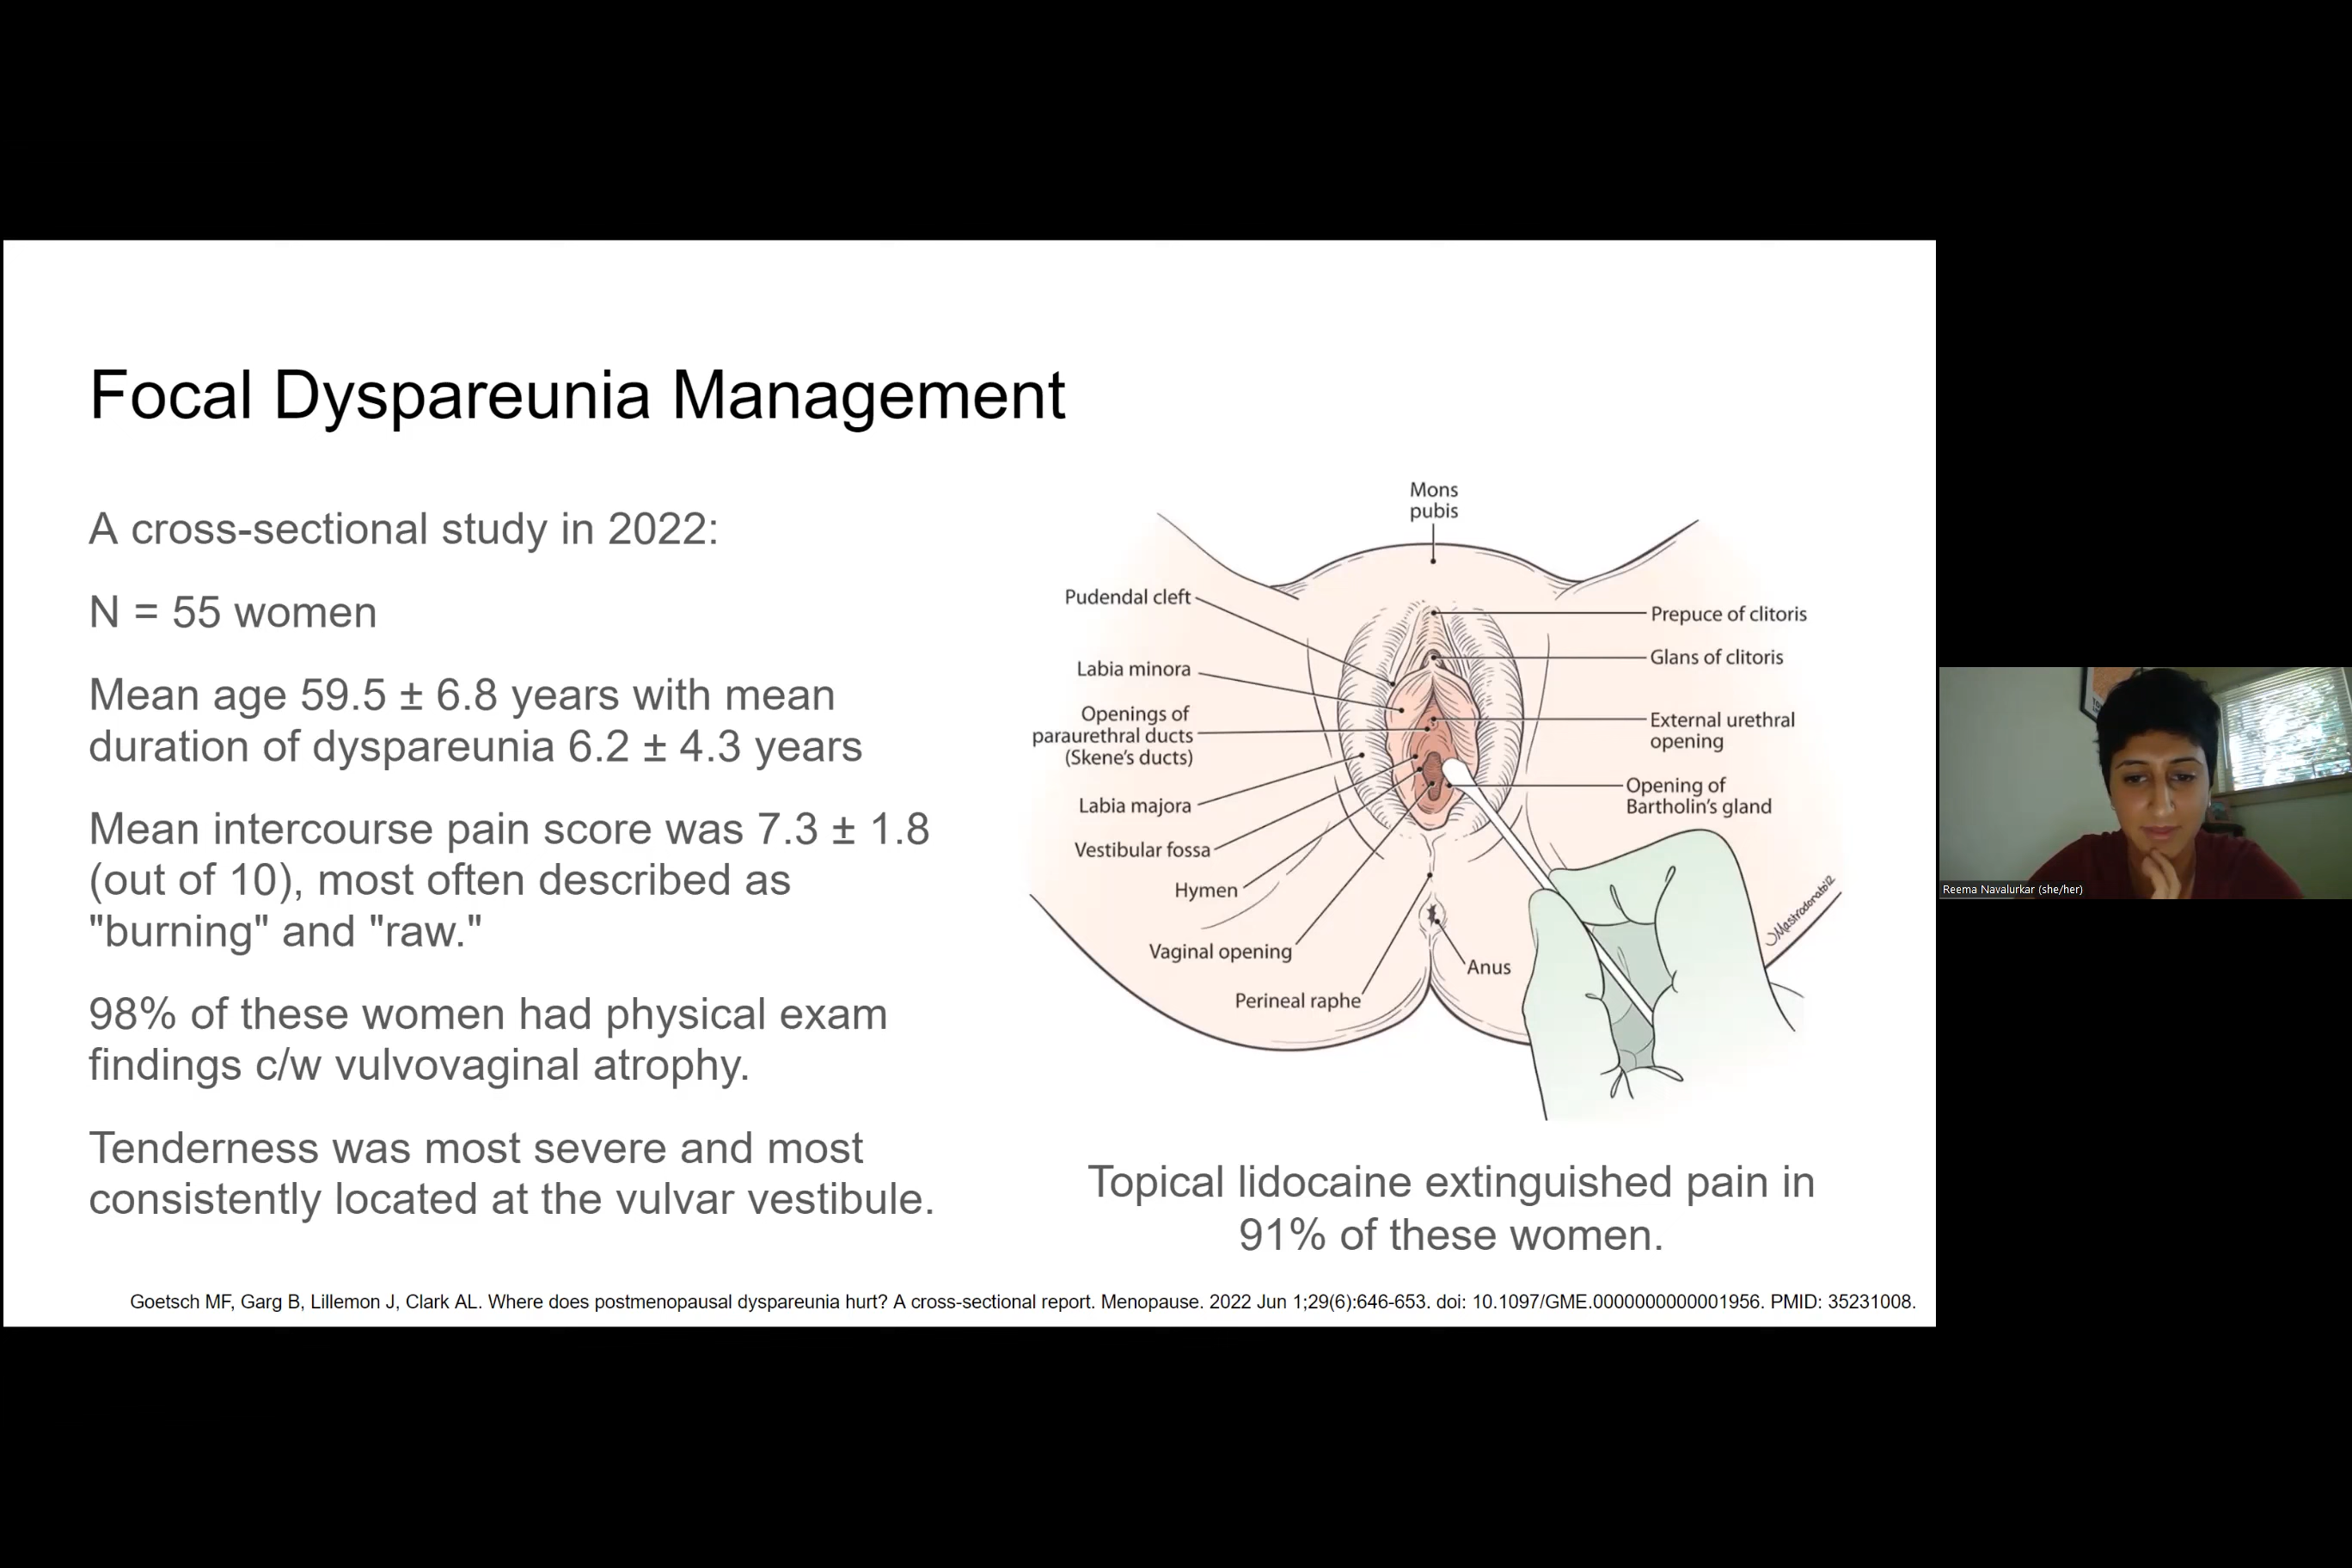 Focal Dyspareunia Management
A cross-sectional study in 2022:
N = 55 women
Mean age 59.5 ± 6.8 years with mean
duration of dyspareunia 6.2 ± 4.3 years
Mean intercourse pain score was 7.3 ± 1.8
(out of 10), most often described as
"burning" and "raw."
98% of these women had physical exam
findings c/w vulvovaginal atrophy.
Tenderness was most severe and most
consistently located at the vulvar vestibule.
Mons
pubis
Pudendal cleft
Labia minora
Openings of
paraurethral ducts
(Skene's ducts)
Labia majora
Vestibular fossa
Hymen
Vaginal opening
Perineal raphe
Prepuce of clitoris
Glans of clitoris
External urethral
opening
Opening of
Bartholin's gland
Anus
Topical lidocaine extinguished pain in
91% of these women.
Goetsch MF, Garg B, Lillemon J, Clark AL. Where does postmenopausal dyspareunia hurt? A cross-sectional report. Menopause. 2022 Jun 1;29(6):646-653. doi: 10.1097/GME.0000000000001956. PMID: 35231008.
Reema Navalurkar (she/her)